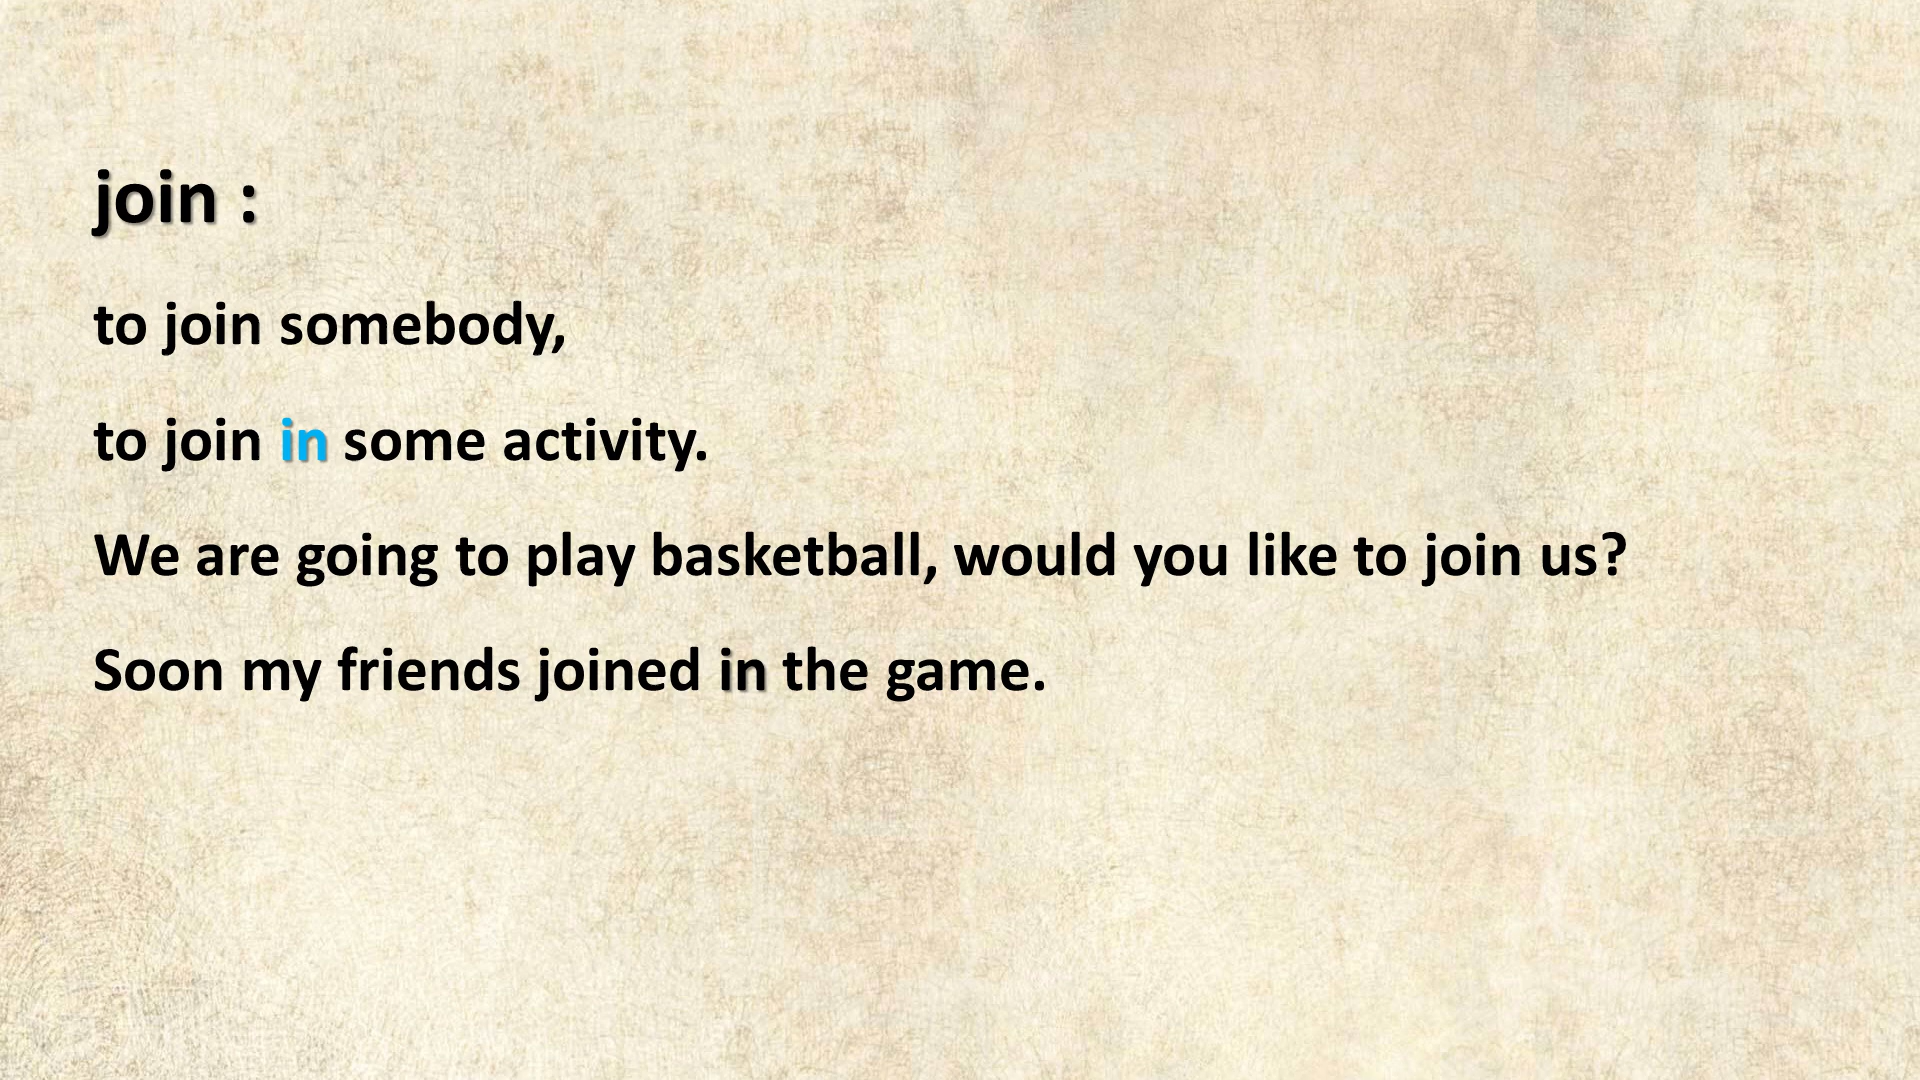 join :
to join somebody,
to join in some activity.
We are going to play basketball, would you like to join us?
Soon my friends joined in the game.